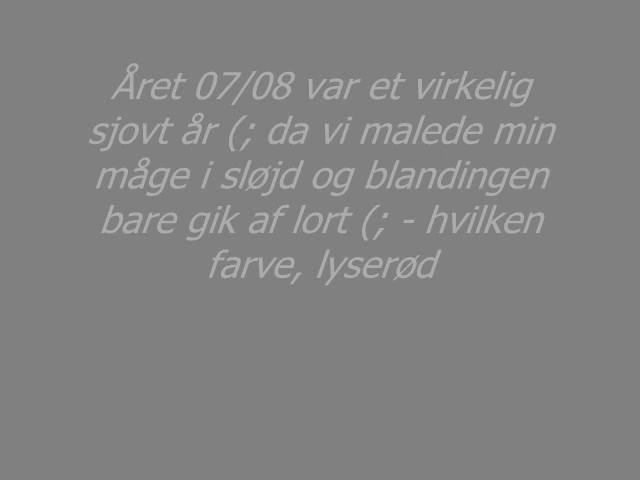 Året 07/08 var et virkelig
sjovt år (; da vi malede min
måge i sløjd og blandingen
bare gik af lort (; - hvilken
farve, lyserød